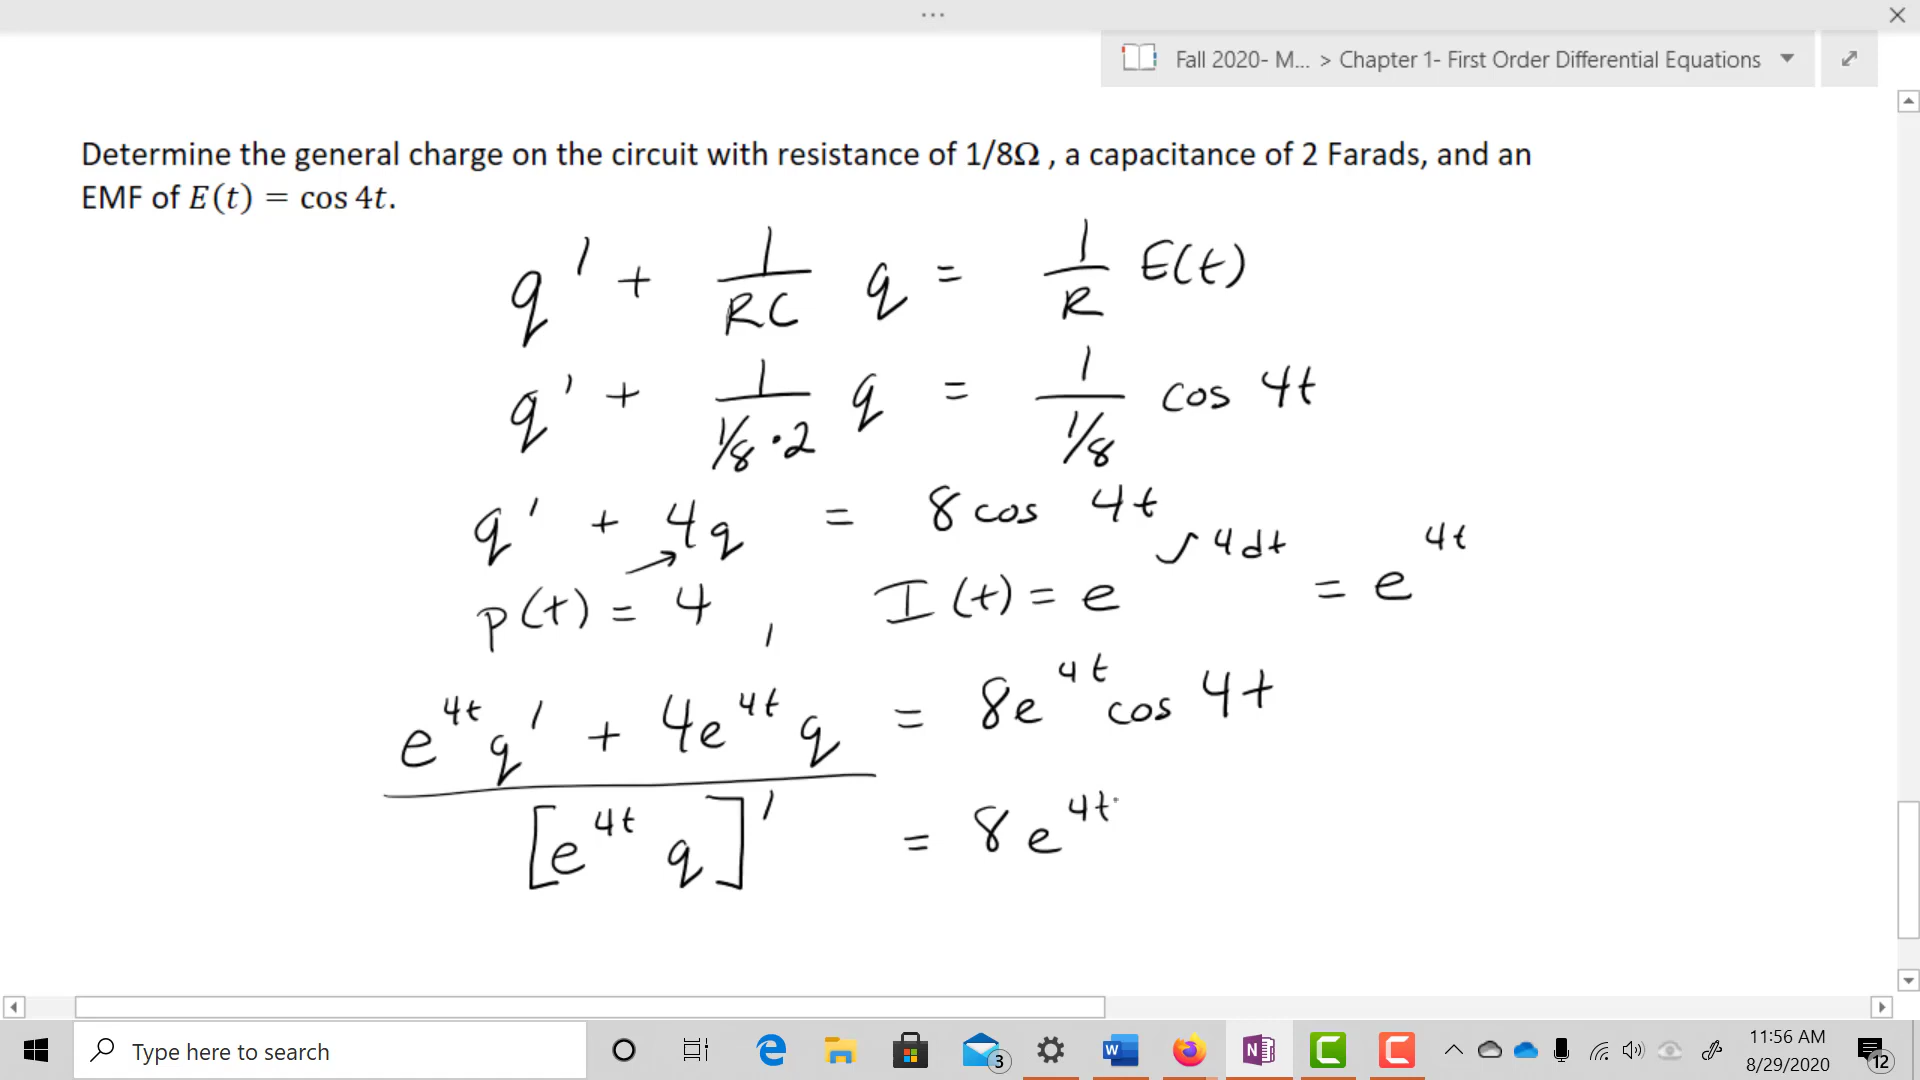 Fall 2020- M... > Chapter 1- First Order Differential Equations
Determine the general charge on the circuit with resistance of 1/8Ω , a capacitance of 2 Farads, and an
EMF of E(t) = cos 4t.
q' + 1/RC q = 1/R E(t)
q' + 1/(1/8 · 2) q = 1/(1/8) cos 4t
q' + 4q = 8 cos 4t
p(t) = 4 , I(t) = e^∫4dt = e^4t
e^4t q' + 4e^4t q = 8e^4t cos 4t
[e^4t q]' = 8e^4t
Type here to search
3
11:56 AM
8/29/2020
12